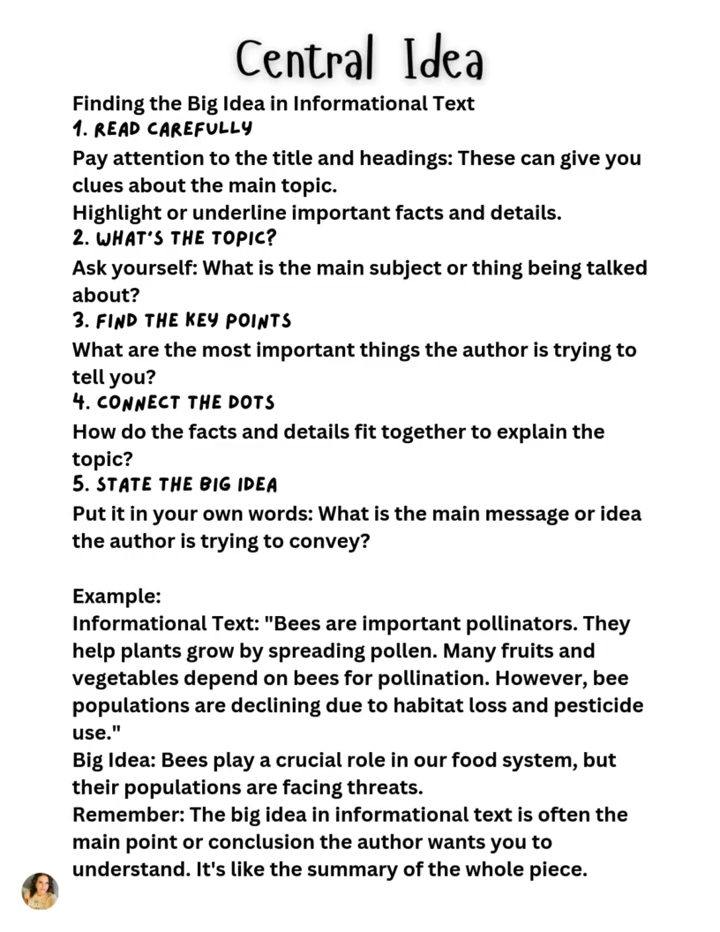 Central Idea
Finding the Big Idea in Informational Text
1. READ CAREFULLY
Pay attention to the title and headings: These can give you
clues about the main topic.
Highlight or underline important facts and details.
2. WHAT'S THE TOPIC?
Ask yourself: What is the main subject or thing being talked
about?
3. FIND THE KEY POINTS
What are the most important things the author is trying to
tell you?
4. CONNECT THE DOTS
How do the facts and details fit together to explain the
topic?
5. STATE THE BIG IDEA
Put it in your own words: What is the main message or idea
the author is trying to convey?
Example:
Informational Text: "Bees are important pollinators. They
help plants grow by spreading pollen. Many fruits and
vegetables depend on bees for pollination. However, bee
populations are declining due to habitat loss and pesticide
use."
Big Idea: Bees play a crucial role in our food system, but
their populations are facing threats.
Remember: The big idea in informational text is often the
main point or conclusion the author wants you to
understand. It's like the summary of the whole piece.